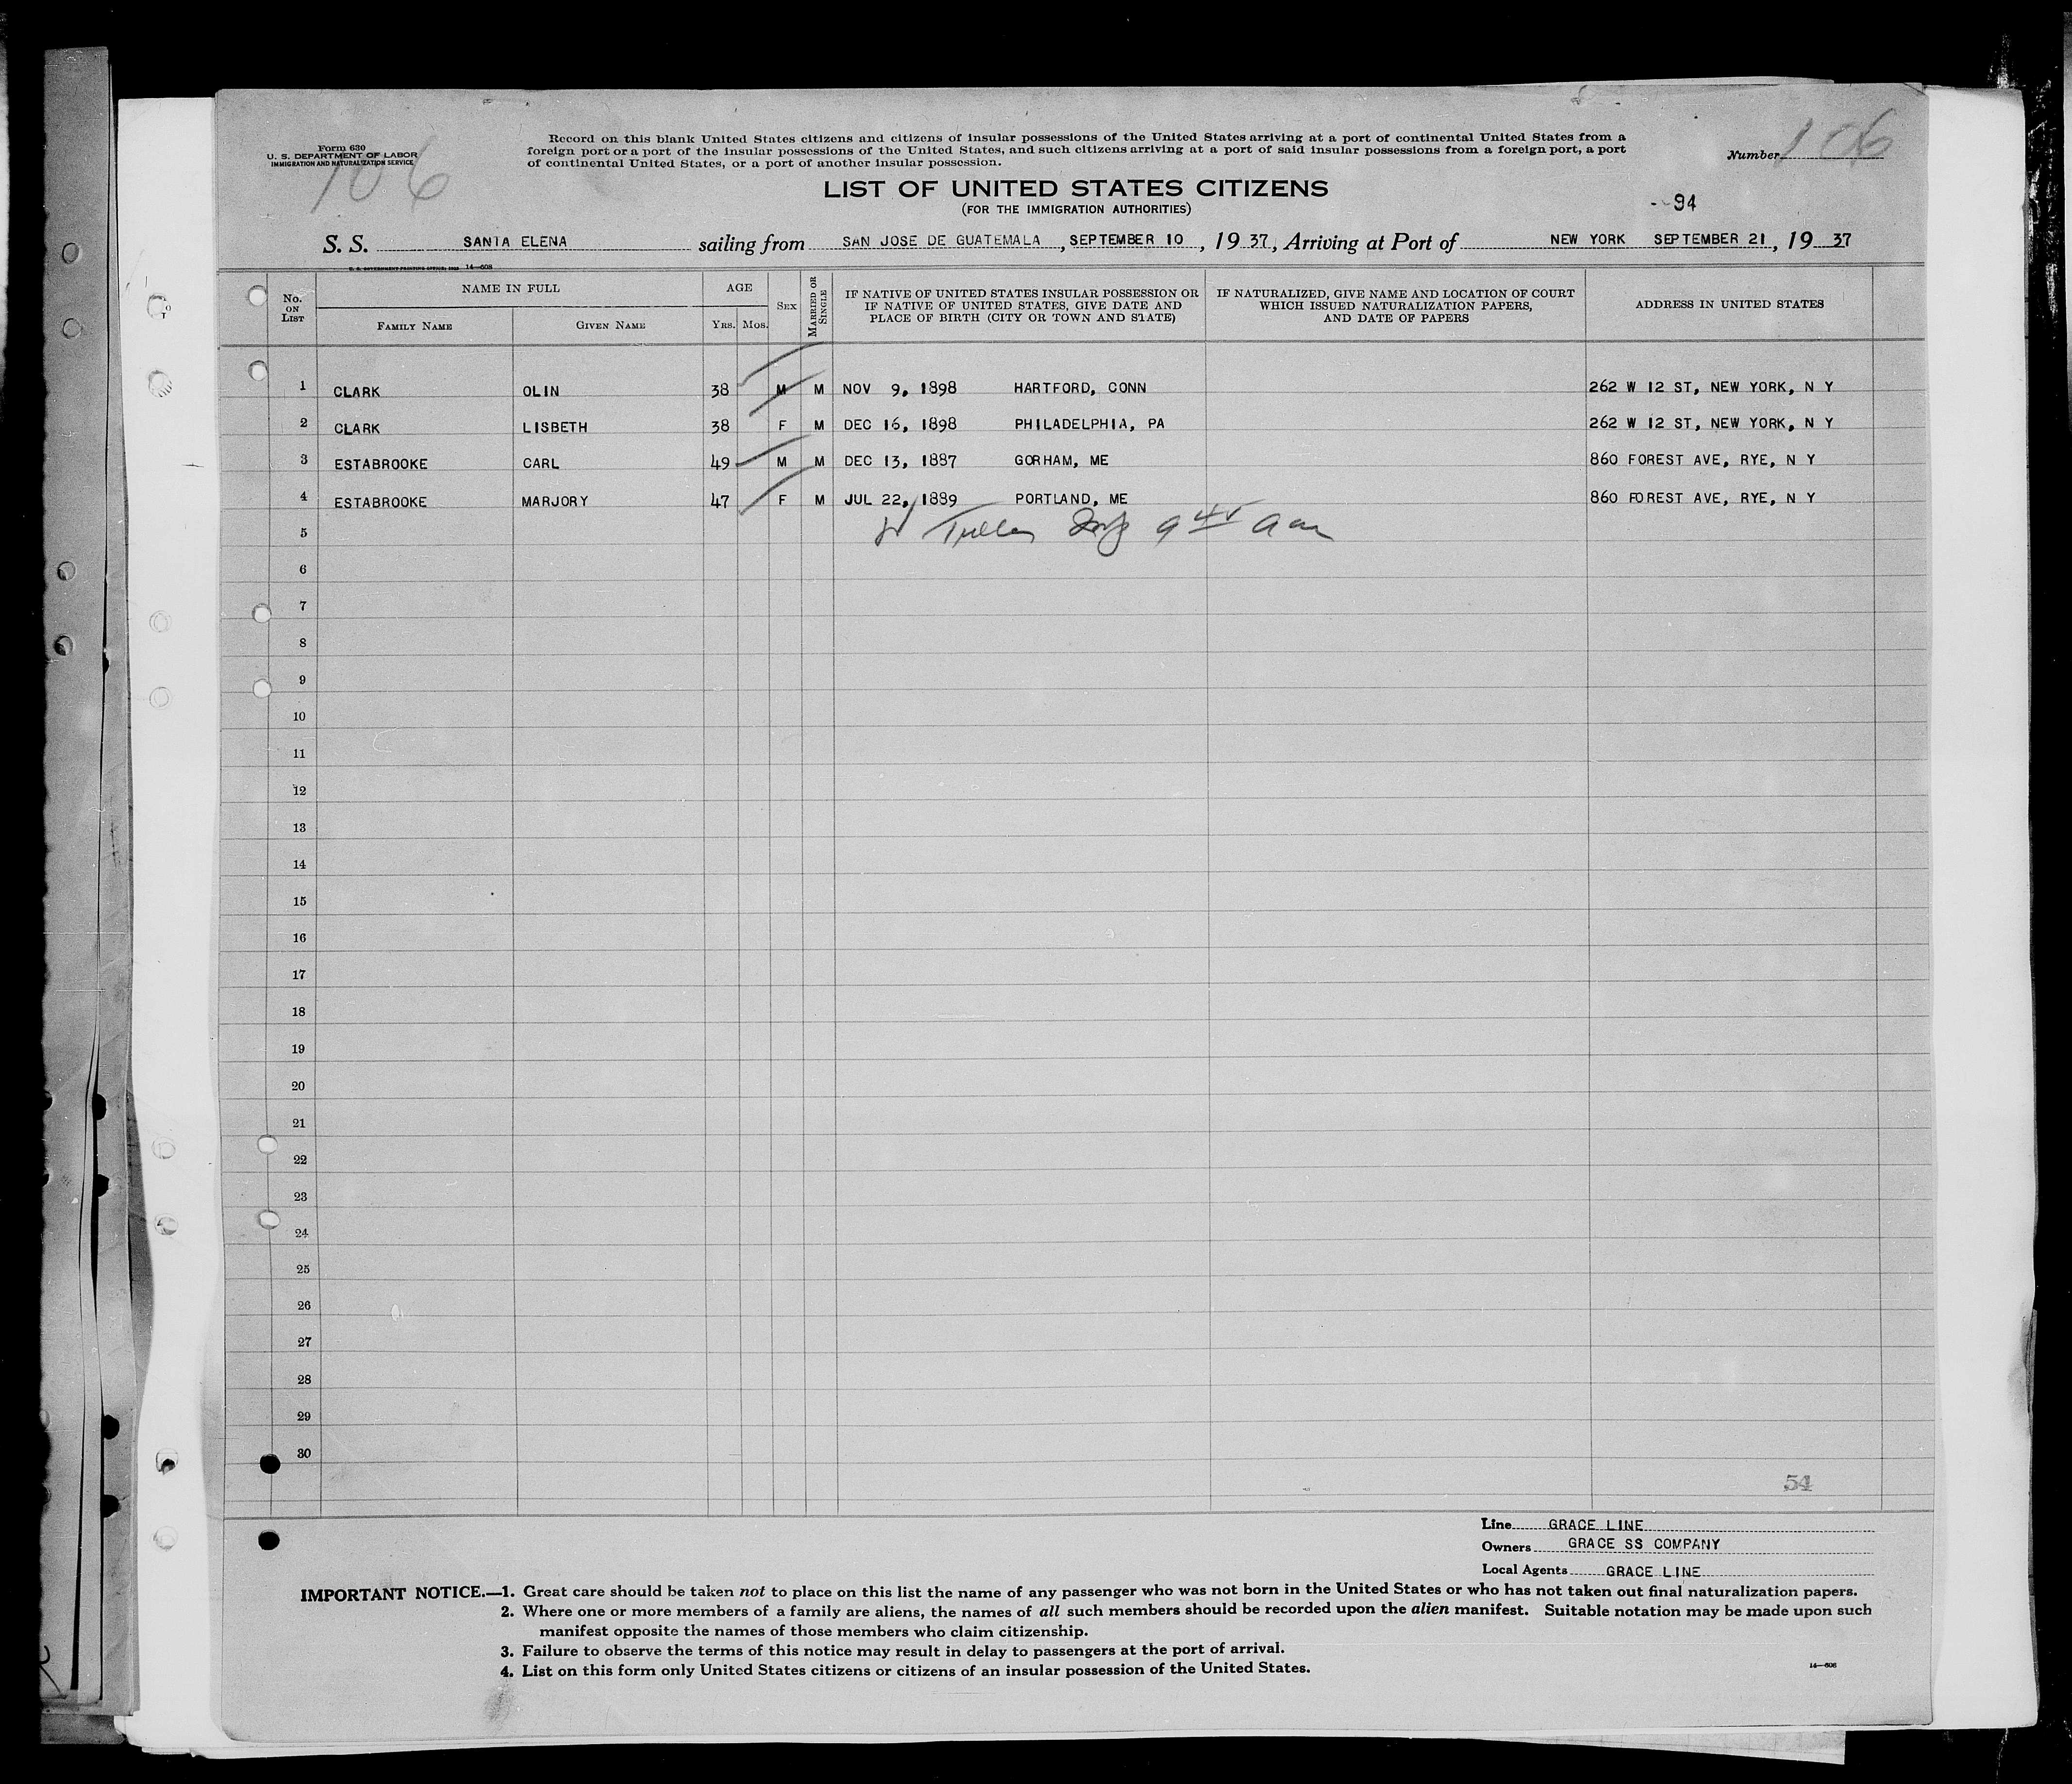 Form 630
U. S. DEPARTMENT OF LABOR
IMMIGRATION AND NATURALIZATION SERVICE
106
Record on this blank United States citizens and citizens of insular possessions of the United States arriving at a port of continental United States from a
foreign port or a port of the insular possessions of the United States, and such citizens arriving at a port of said insular possessions from a foreign port, a port
of continental United States, or a port of another insular possession.
Number 106
LIST OF UNITED STATES CITIZENS
(FOR THE IMMIGRATION AUTHORITIES)
94
S. S. SANTA ELENA sailing from SAN JOSE DE GUATEMALA, SEPTEMBER 10, 19 37, Arriving at Port of NEW YORK SEPTEMBER 21, 19 37
14—608
No. ON LIST
NAME IN FULL
FAMILY NAME
GIVEN NAME
AGE
YRS. MOS.
SEX
MARRIED OR SINGLE
IF NATIVE OF UNITED STATES INSULAR POSSESSION OR
IF NATIVE OF UNITED STATES, GIVE DATE AND
PLACE OF BIRTH (CITY OR TOWN AND STATE)
IF NATURALIZED, GIVE NAME AND LOCATION OF COURT
WHICH ISSUED NATURALIZATION PAPERS,
AND DATE OF PAPERS
ADDRESS IN UNITED STATES
1 CLARK OLIN 38 M M NOV 9, 1898 HARTFORD, CONN 262 W 12 ST, NEW YORK, N Y
2 CLARK LISBETH 38 F M DEC 16, 1898 PHILADELPHIA, PA 262 W 12 ST, NEW YORK, N Y
3 ESTABROOKE CARL 49 M M DEC 13, 1887 GORHAM, ME 860 FOREST AVE, RYE, N Y
4 ESTABROOKE MARJORY 47 F M JUL 22, 1889 PORTLAND, ME 860 FOREST AVE, RYE, N Y
5
6
7
8
9
10
11
12
13
14
15
16
17
18
19
20
21
22
23
24
25
26
27
28
29
30
54
Line GRACE LINE
Owners GRACE SS COMPANY
Local Agents GRACE LINE
IMPORTANT NOTICE.—1. Great care should be taken not to place on this list the name of any passenger who was not born in the United States or who has not taken out final naturalization papers.
2. Where one or more members of a family are aliens, the names of all such members should be recorded upon the alien manifest. Suitable notation may be made upon such
manifest opposite the names of those members who claim citizenship.
3. Failure to observe the terms of this notice may result in delay to passengers at the port of arrival.
4. List on this form only United States citizens or citizens of an insular possession of the United States.
14—608